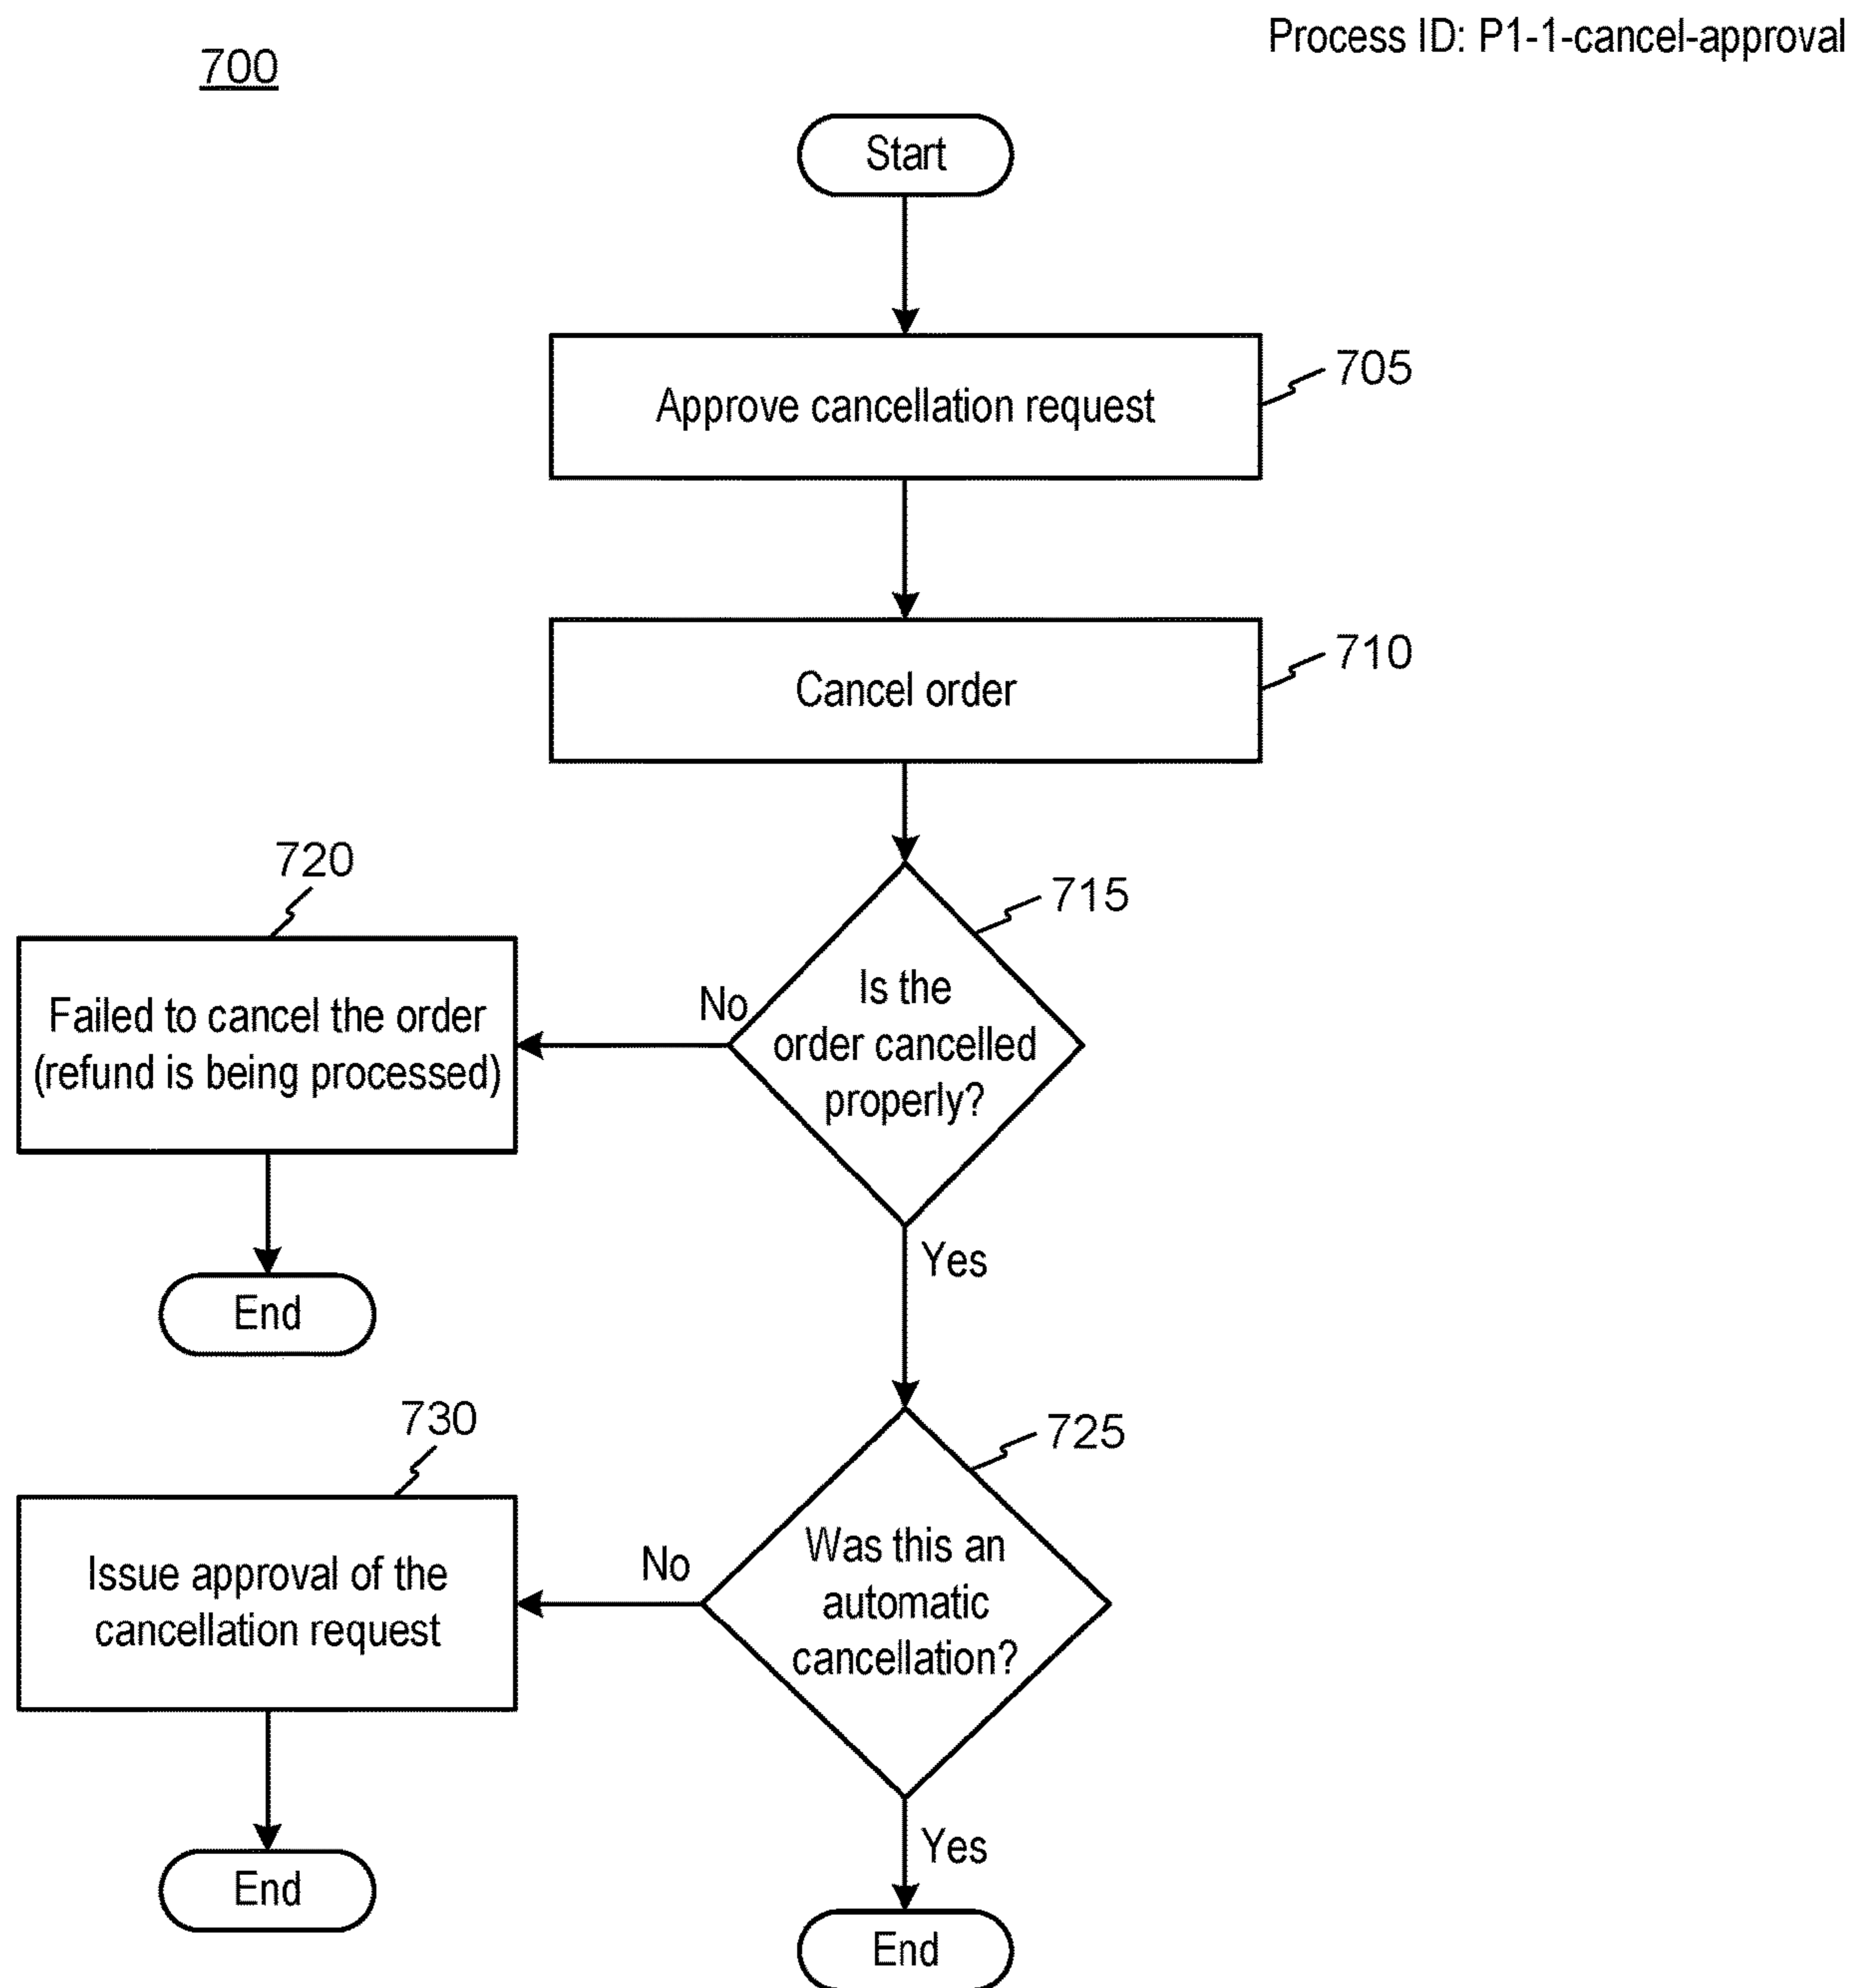 Process ID: P1-1-cancel-approval
700
Start
Approve cancellation request
705
Cancel order
710
715
Is the
order cancelled
properly?
No
720
Failed to cancel the order
(refund is being processed)
End
Yes
725
Was this an
automatic
cancellation?
No
730
Issue approval of the
cancellation request
End
Yes
End